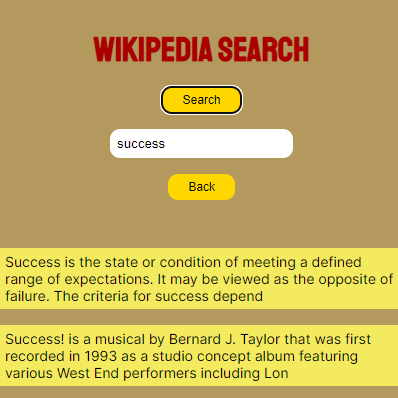 WIKIPEDIA SEARCH
Search
success
Back
Success is the state or condition of meeting a defined
range of expectations. It may be viewed as the opposite of
failure. The criteria for success depend
Success! is a musical by Bernard J. Taylor that was first
recorded in 1993 as a studio concept album featuring
various West End performers including Lon